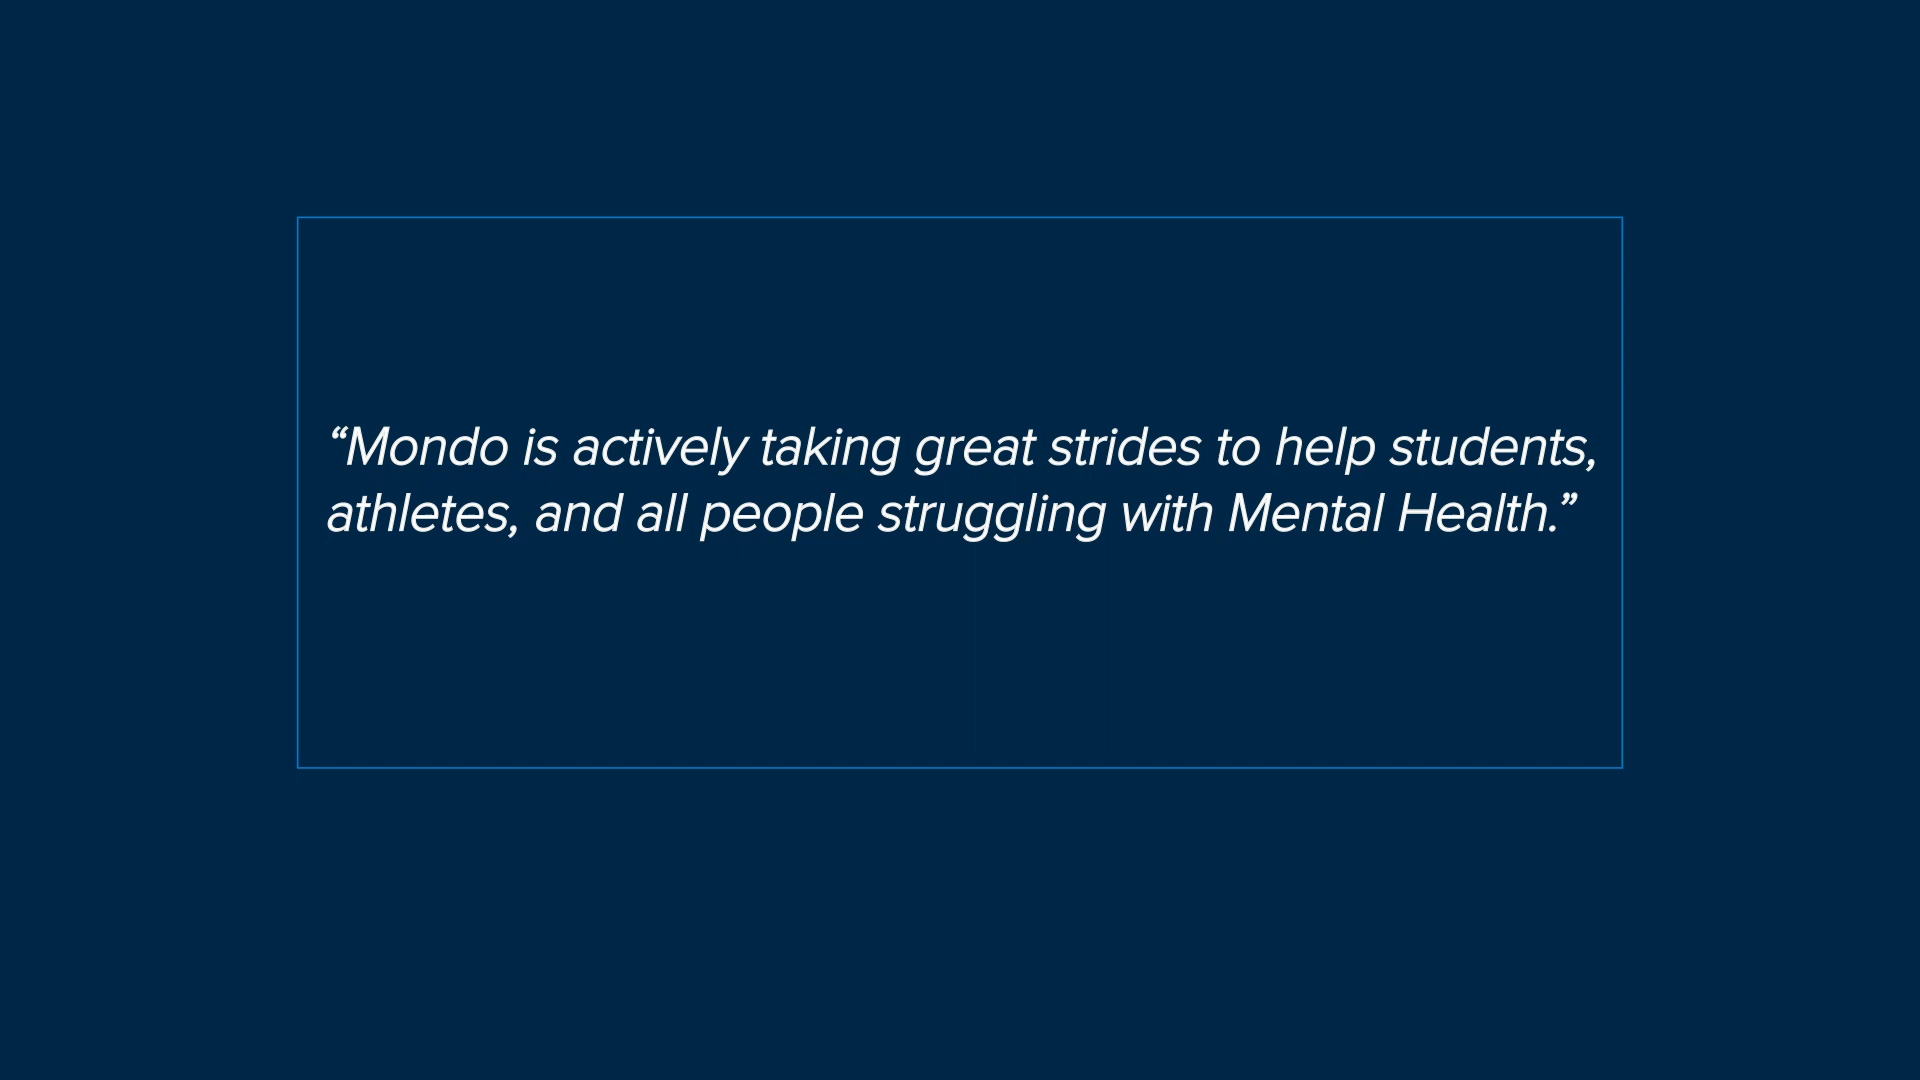 “Mondo is actively taking great strides to help students,
athletes, and all people struggling with Mental Health.”